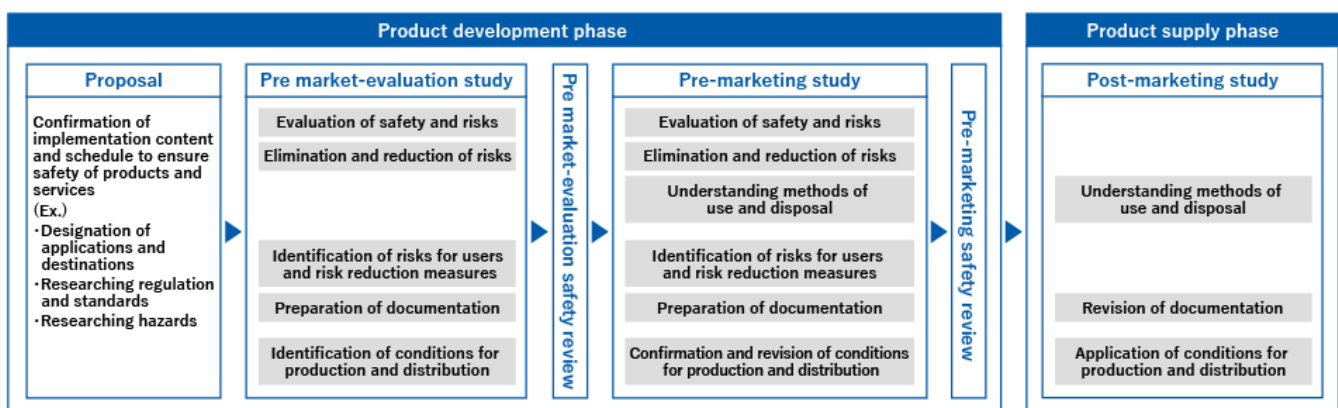 Product development phase
Proposal
Confirmation of
implementation content
and schedule to ensure
safety of products and
services
(Ex.)
・Designation of
applications and
destinations
・Researching regulation
and standards
・Researching hazards
Pre market-evaluation study
Evaluation of safety and risks
Elimination and reduction of risks
Identification of risks for users
and risk reduction measures
Preparation of documentation
Identification of conditions for
production and distribution
Pre market-evaluation safety review
Pre-marketing study
Evaluation of safety and risks
Elimination and reduction of risks
Understanding methods of
use and disposal
Identification of risks for users
and risk reduction measures
Preparation of documentation
Confirmation and revision of conditions
for production and distribution
Pre-marketing safety review
Product supply phase
Post-marketing study
Understanding methods of
use and disposal
Revision of documentation
Application of conditions for
production and distribution